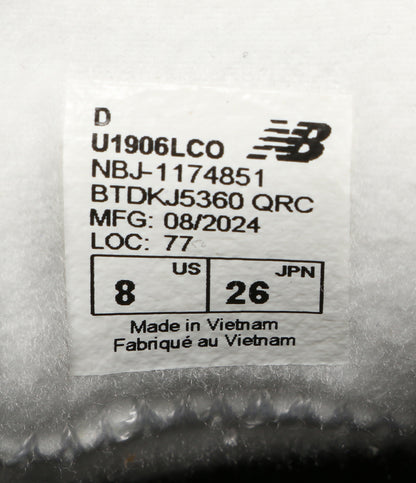 D
U1906LCO
NBJ-1174851
BTDKJ5360 QRC
MFG: 08/2024
LOC: 77
US
8
JPN
26
Made in Vietnam
Fabriqué au Vietnam